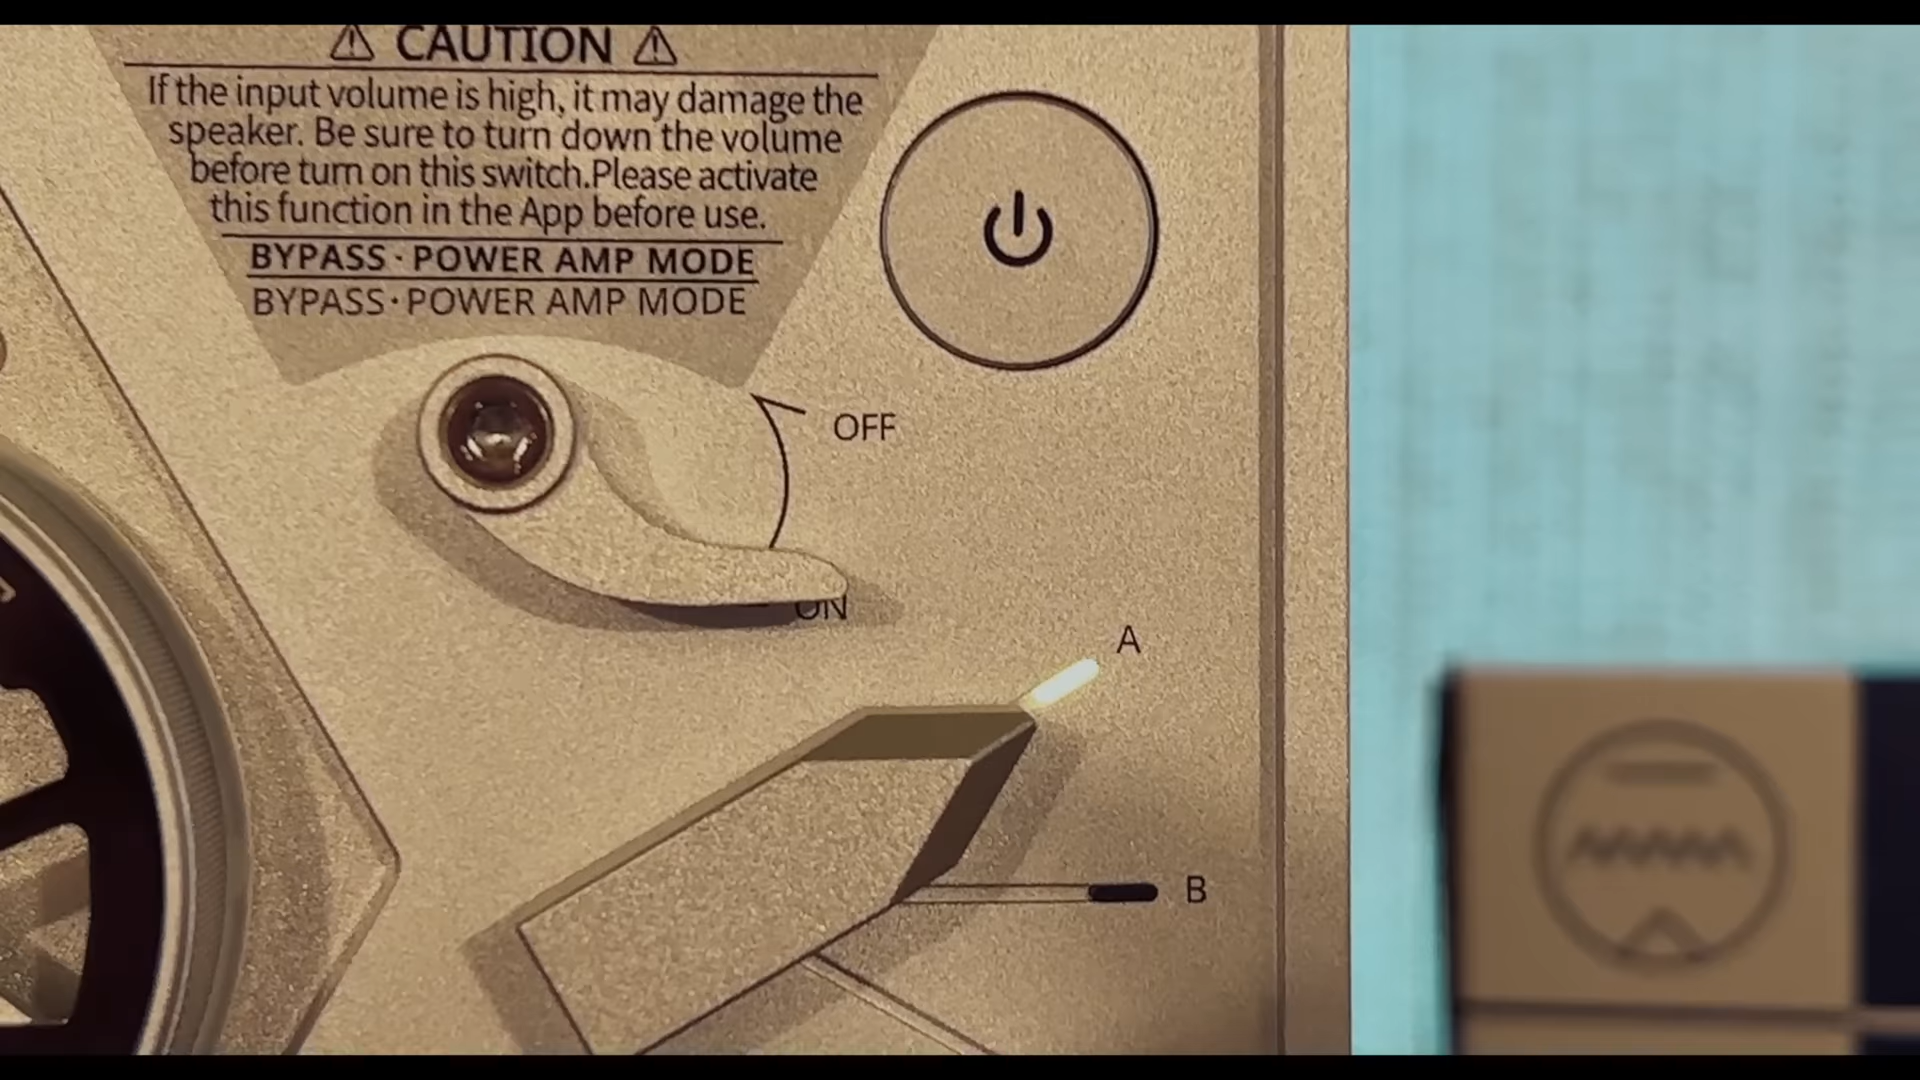 ⚠ CAUTION ⚠
If the input volume is high, it may damage the
speaker. Be sure to turn down the volume
before turn on this switch.Please activate
this function in the App before use.
BYPASS · POWER AMP MODE
BYPASS · POWER AMP MODE
OFF
ON
A
B